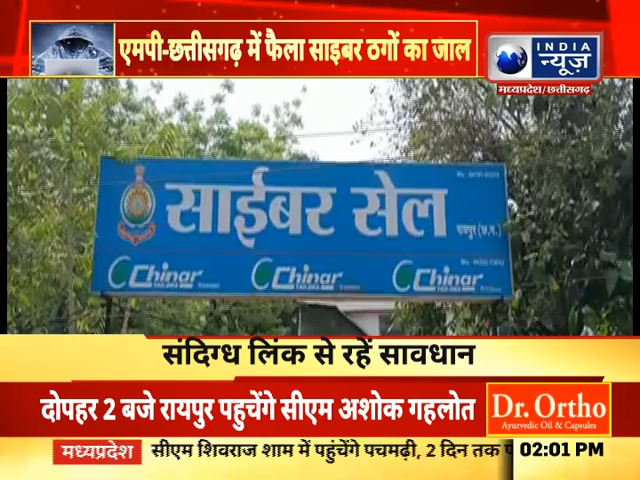 एमपी-छत्तीसगढ़ में फैला साइबर ठगों का जाल
INDIA
न्यूज़
मध्यप्रदेश/छत्तीसगढ़
साईबर सेल
Chinar Chinar Chinar
संदिग्ध लिंक से रहें सावधान
दोपहर 2 बजे रायपुर पहुचेंगे सीएम अशोक गहलोत
Dr. Ortho
Ayurvedic Oil & Capsules
मध्यप्रदेश
सीएम शिवराज शाम में पहुंचेंगे पचमढ़ी, 2 दिन तक
02:01 PM